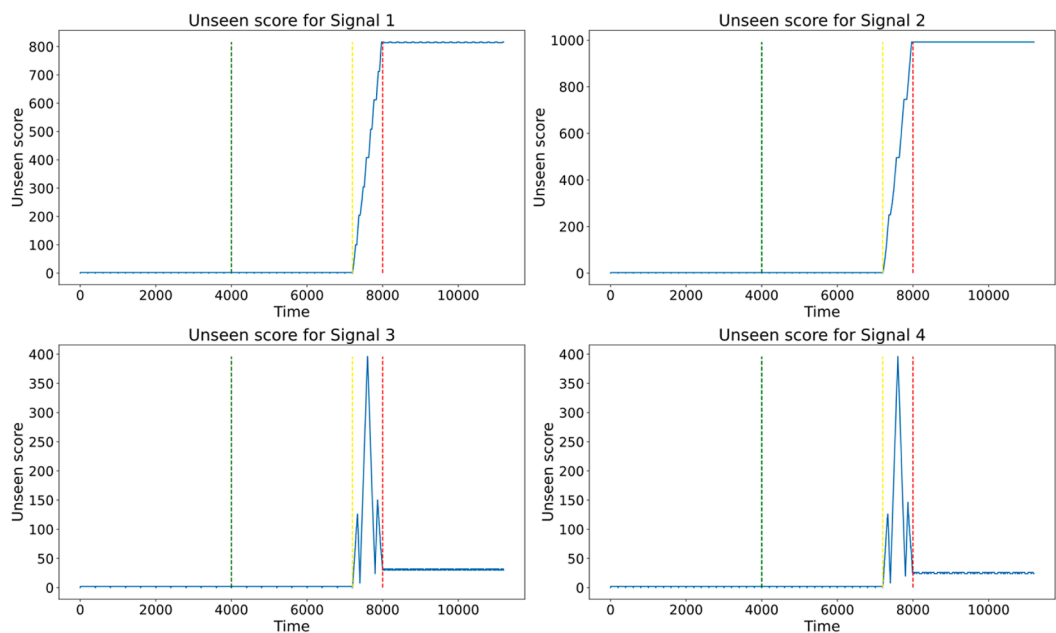 Unseen score for Signal 1
Unseen score
800
700
600
500
400
300
200
100
0
0 2000 4000 6000 8000 10000
Time
Unseen score for Signal 2
Unseen score
1000
800
600
400
200
0
0 2000 4000 6000 8000 10000
Time
Unseen score for Signal 3
Unseen score
400
350
300
250
200
150
100
50
0
0 2000 4000 6000 8000 10000
Time
Unseen score for Signal 4
Unseen score
400
350
300
250
200
150
100
50
0
0 2000 4000 6000 8000 10000
Time